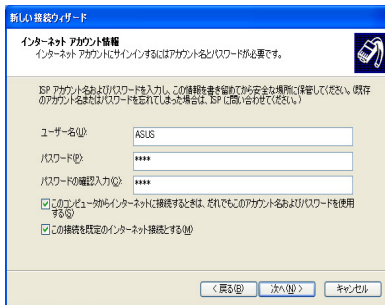 新しい接続ウィザード
インターネット アカウント情報
インターネット アカウントにサインインするにはアカウント名とパスワードが必要です。
ISP アカウント名およびパスワードを入力し、この情報を書き留めてから安全な場所に保管してください。(既存
のアカウント名またはパスワードを忘れてしまった場合は、ISP に問い合わせてください。)
ユーザー名(U):
ASUS
パスワード(P):
****
パスワードの確認入力(C):
****
このコンピュータからインターネットに接続するときは、だれでもこのアカウント名およびパスワードを使用
する(S)
この接続を既定のインターネット接続とする(M)
< 戻る(B)
次へ(N) >
キャンセル